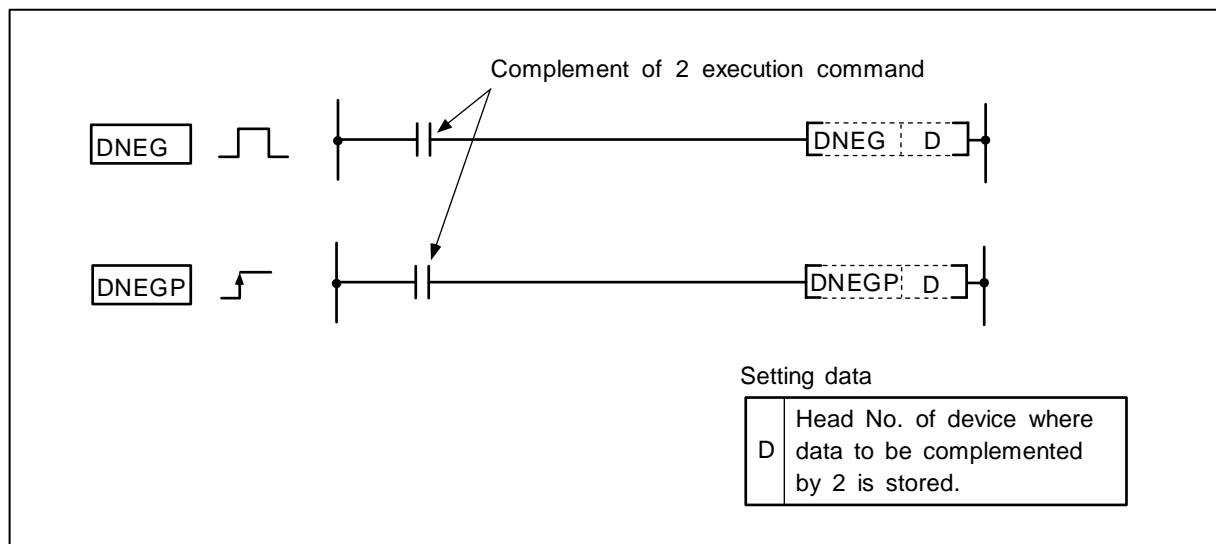 Complement of 2 execution command
DNEG
DNEG D
DNEGP
DNEGP D
Setting data
D
Head No. of device where
data to be complemented
by 2 is stored.